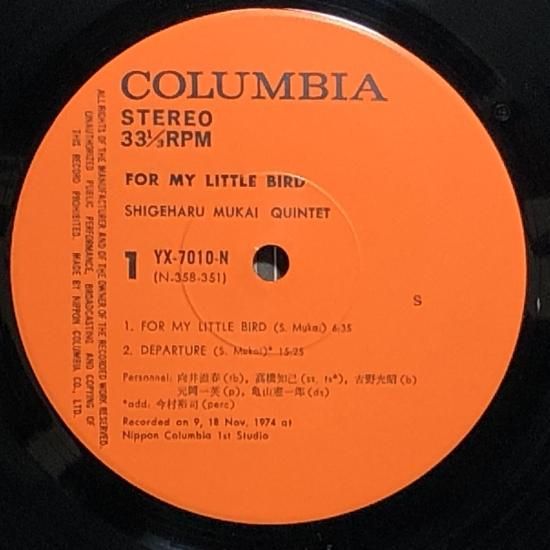 COLUMBIA
STEREO
33⅓RPM
FOR MY LITTLE BIRD
SHIGEHARU MUKAI QUINTET
1 YX-7010-N
(N-358-351)
S
1. FOR MY LITTLE BIRD (S. Mukai) 6:35
2. DEPARTURE (S. Mukai)* 15:25
Personnel: 向井滋春(tb), 高橋知己(st, ts*), 古野光昭(b)
元岡一英(p), 亀山賢一郎(ds)
*add: 今村裕司(perc)
Recorded on 9, 18 Nov, 1974 at
Nippon Columbia 1st Studio
ALL RIGHTS OF THE MANUFACTURER AND OF THE OWNER OF THE RECORDED WORK RESERVED.
UNAUTHORIZED PUBLIC PERFORMANCE, BROADCASTING AND COPYING OF
THIS RECORD PROHIBITED. MADE BY NIPPON COLUMBIA CO., LTD.